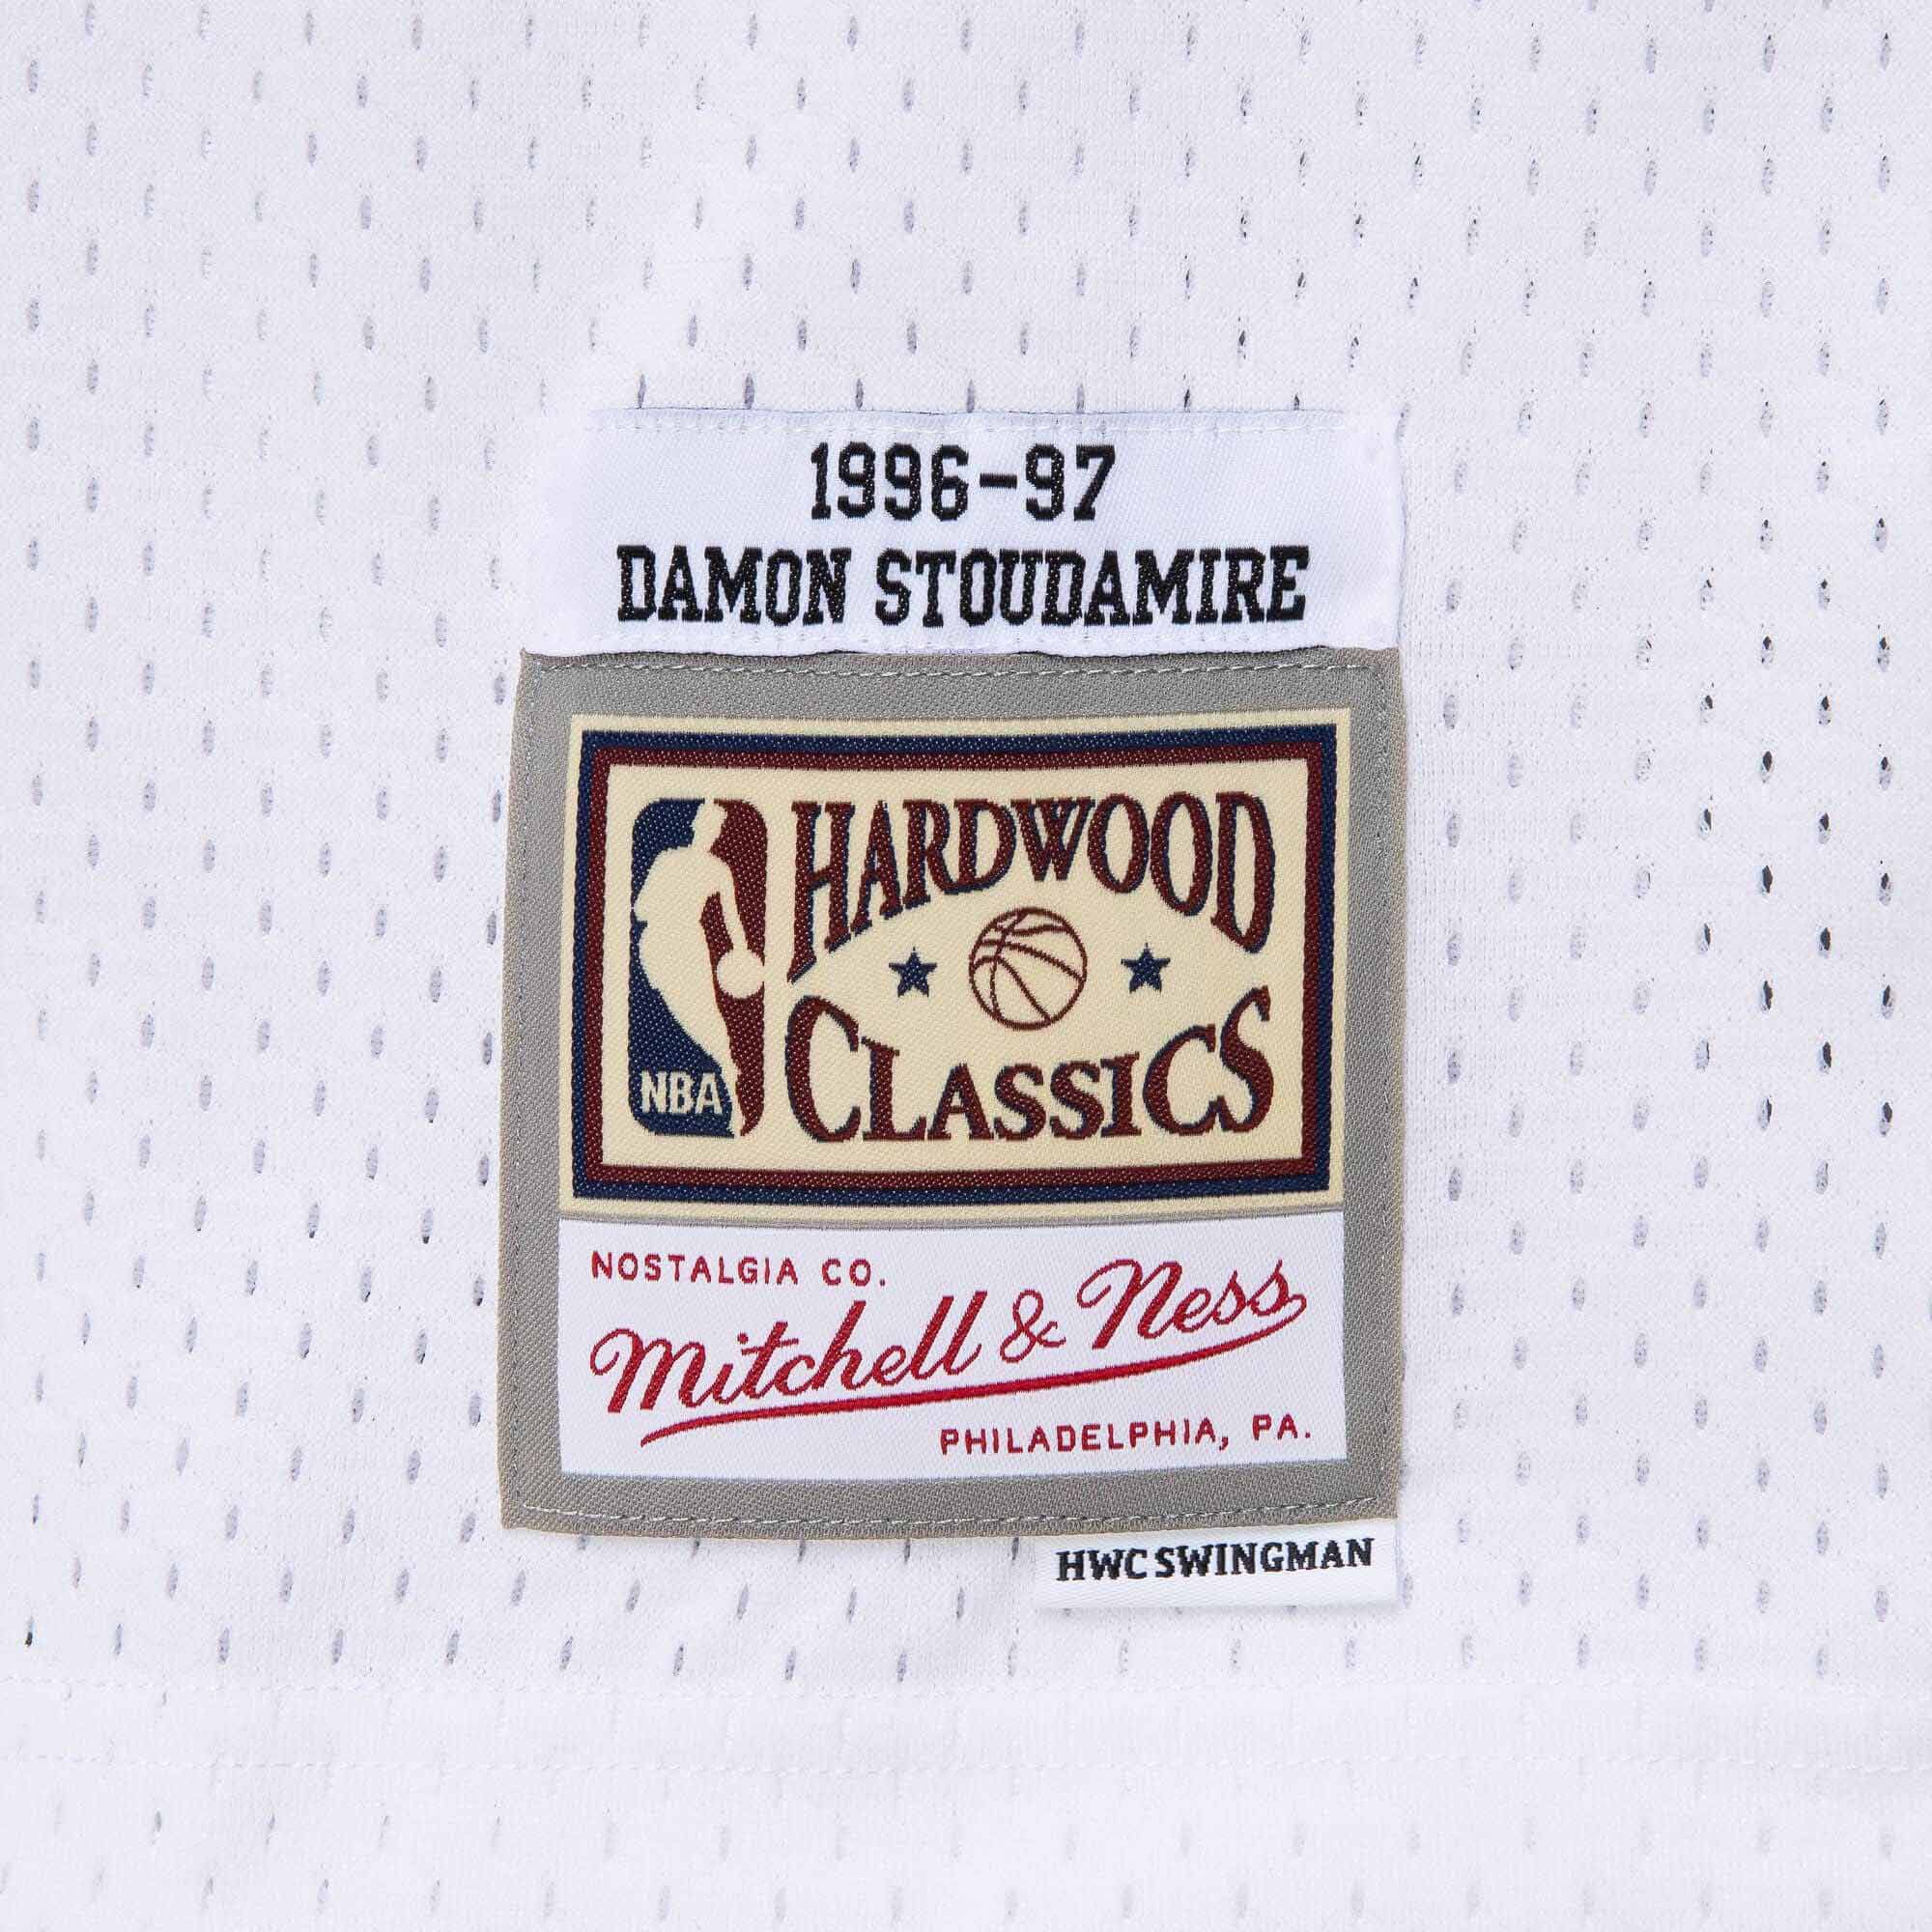 1996-97
DAMON STOUDAMIRE
HARDWOOD
CLASSICS
NBA
NOSTALGIA CO.
Mitchell & Ness
PHILADELPHIA, PA.
HWC SWINGMAN